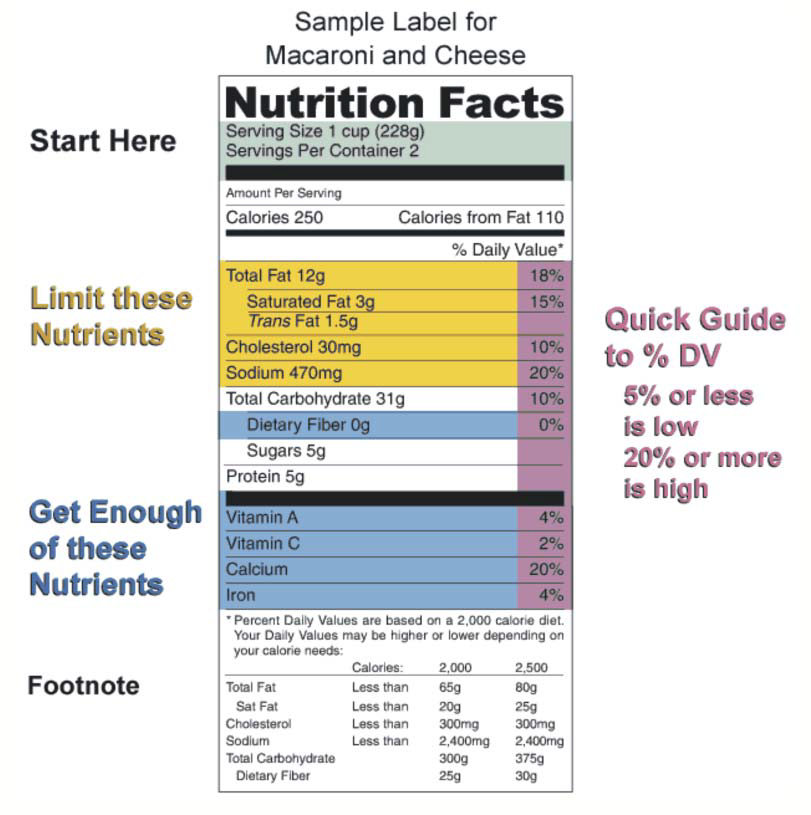 Sample Label for
Macaroni and Cheese
Nutrition Facts
Start Here
Serving Size 1 cup (228g)
Servings Per Container 2
Amount Per Serving
Calories 250 Calories from Fat 110
% Daily Value*
Limit these
Nutrients
Total Fat 12g 18%
Saturated Fat 3g 15%
Trans Fat 1.5g
Cholesterol 30mg 10%
Sodium 470mg 20%
Total Carbohydrate 31g 10%
Dietary Fiber 0g 0%
Sugars 5g
Protein 5g
Quick Guide
to % DV
5% or less
is low
20% or more
is high
Get Enough
of these
Nutrients
Vitamin A 4%
Vitamin C 2%
Calcium 20%
Iron 4%
Footnote
* Percent Daily Values are based on a 2,000 calorie diet.
Your Daily Values may be higher or lower depending on
your calorie needs:
Calories: 2,000 2,500
Total Fat Less than 65g 80g
Sat Fat Less than 20g 25g
Cholesterol Less than 300mg 300mg
Sodium Less than 2,400mg 2,400mg
Total Carbohydrate 300g 375g
Dietary Fiber 25g 30g